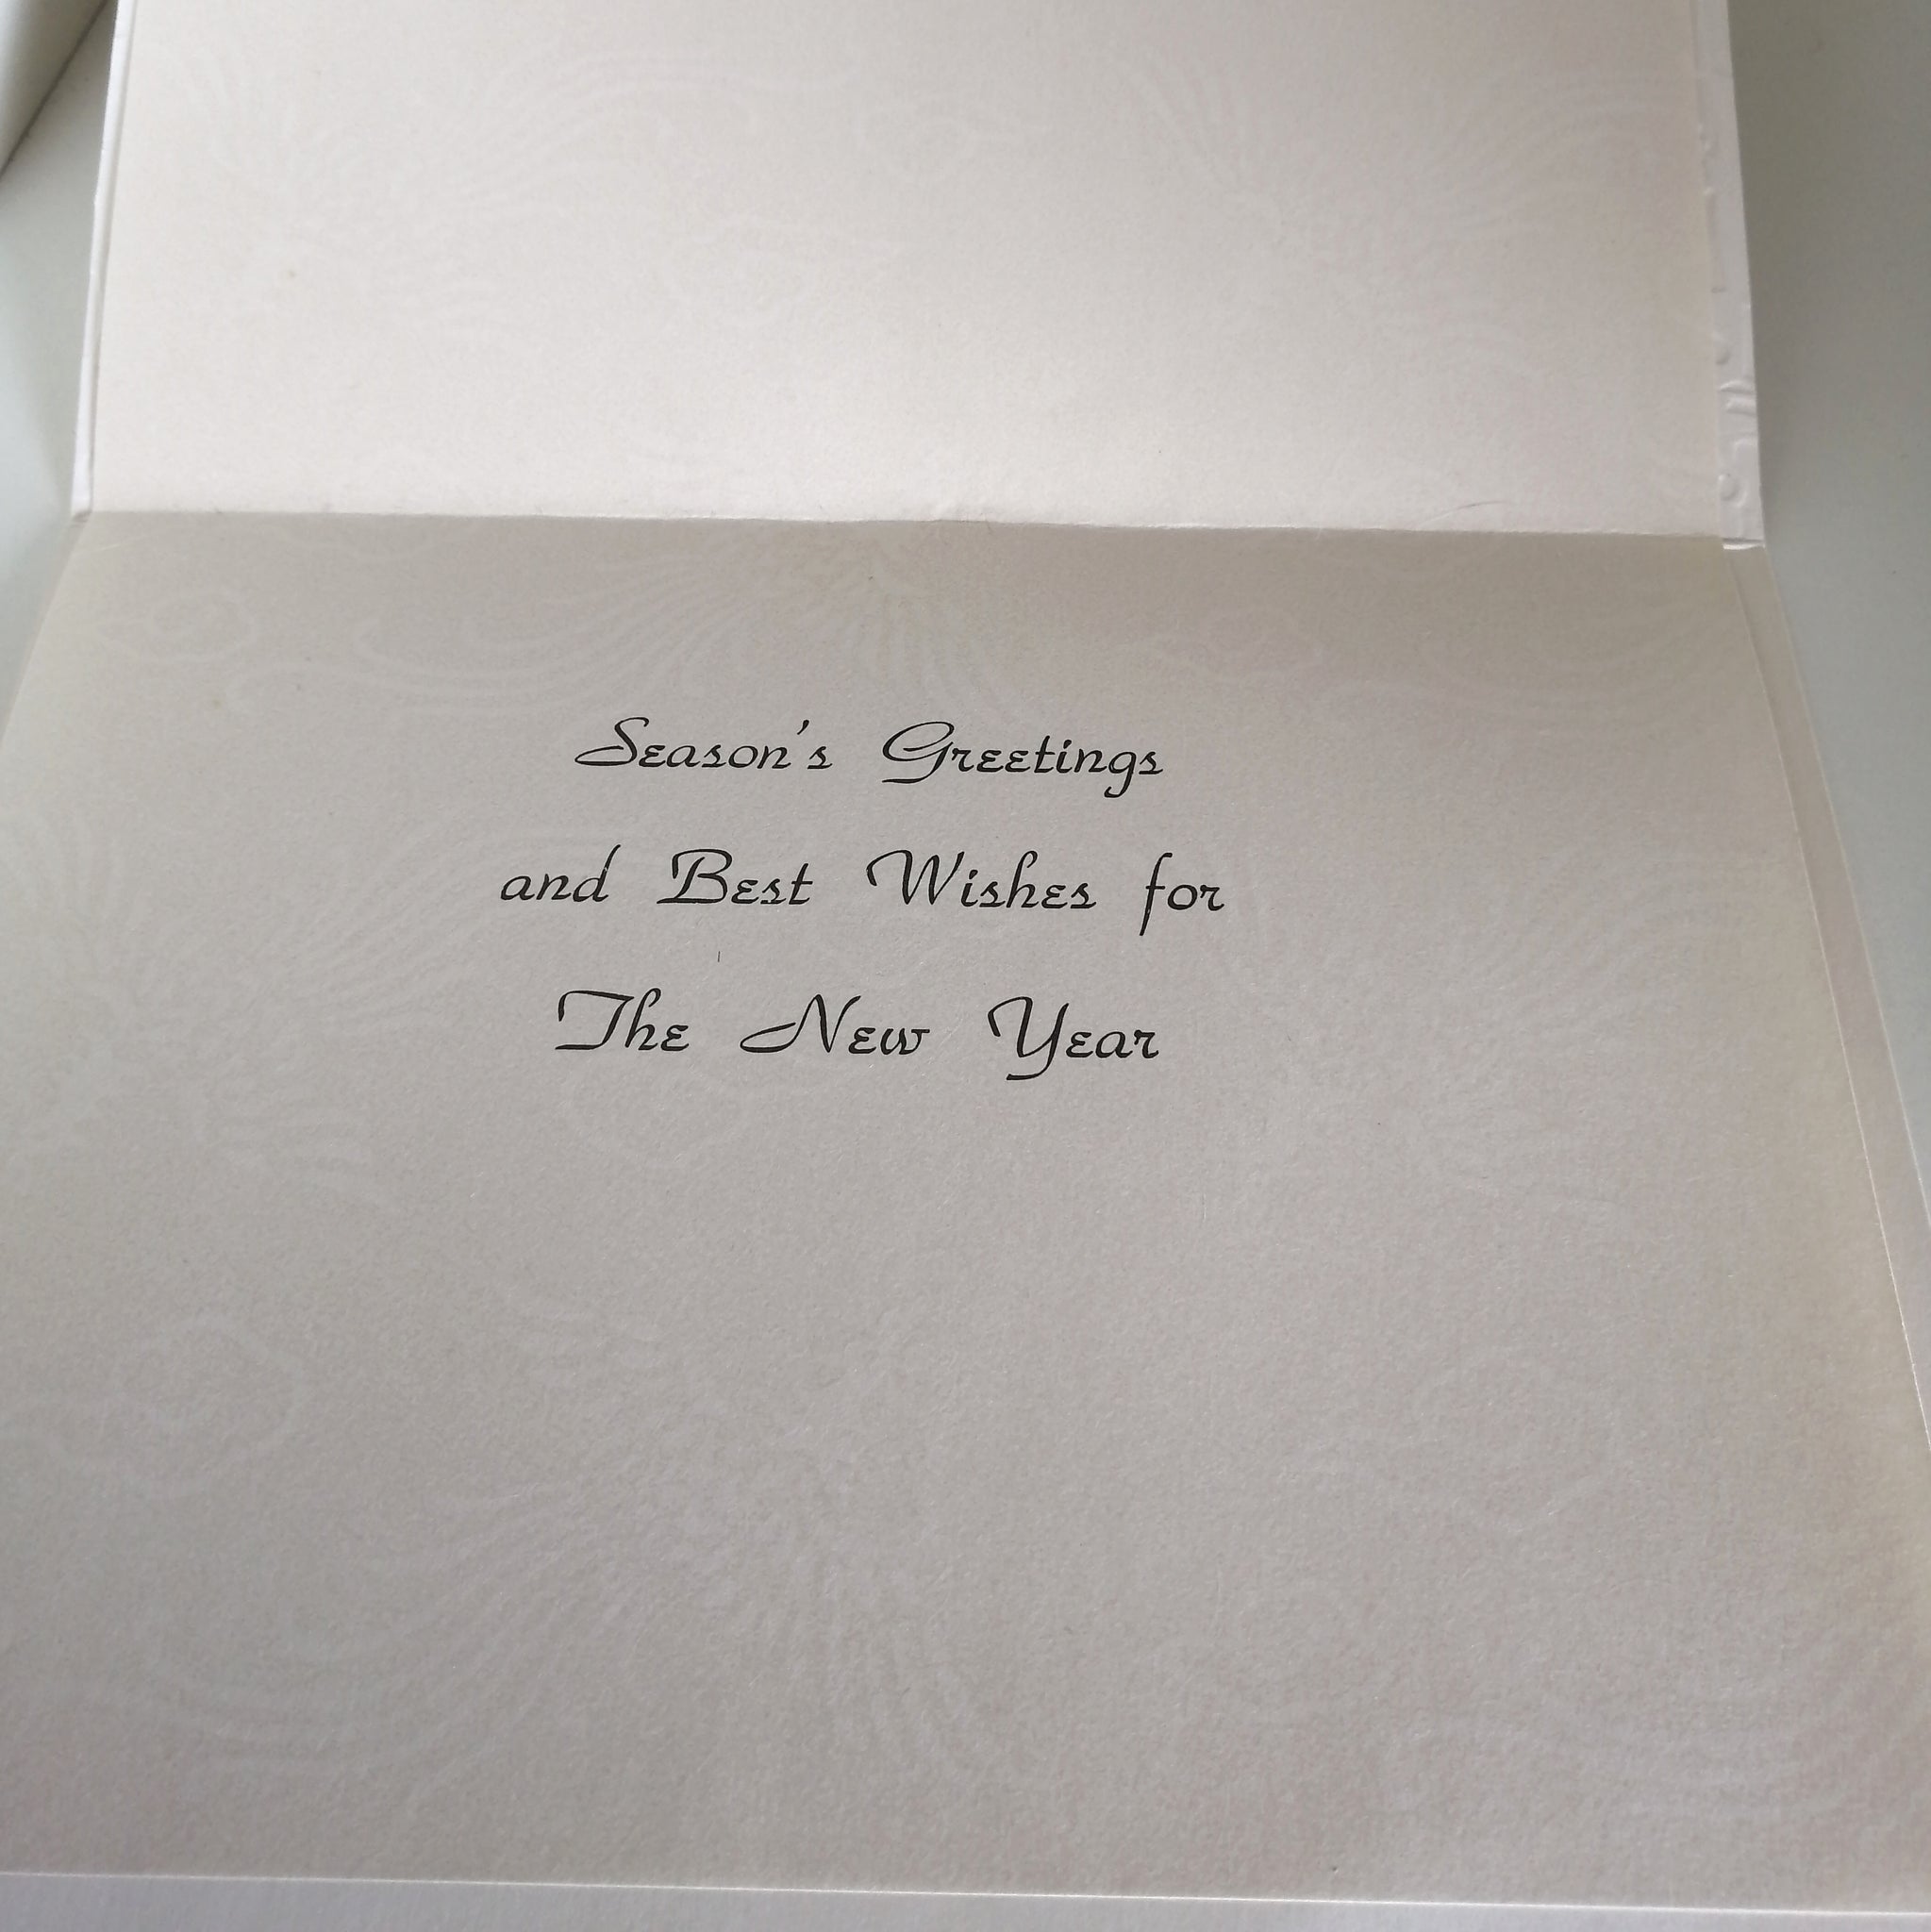 Season's Greetings
and Best Wishes for
The New Year